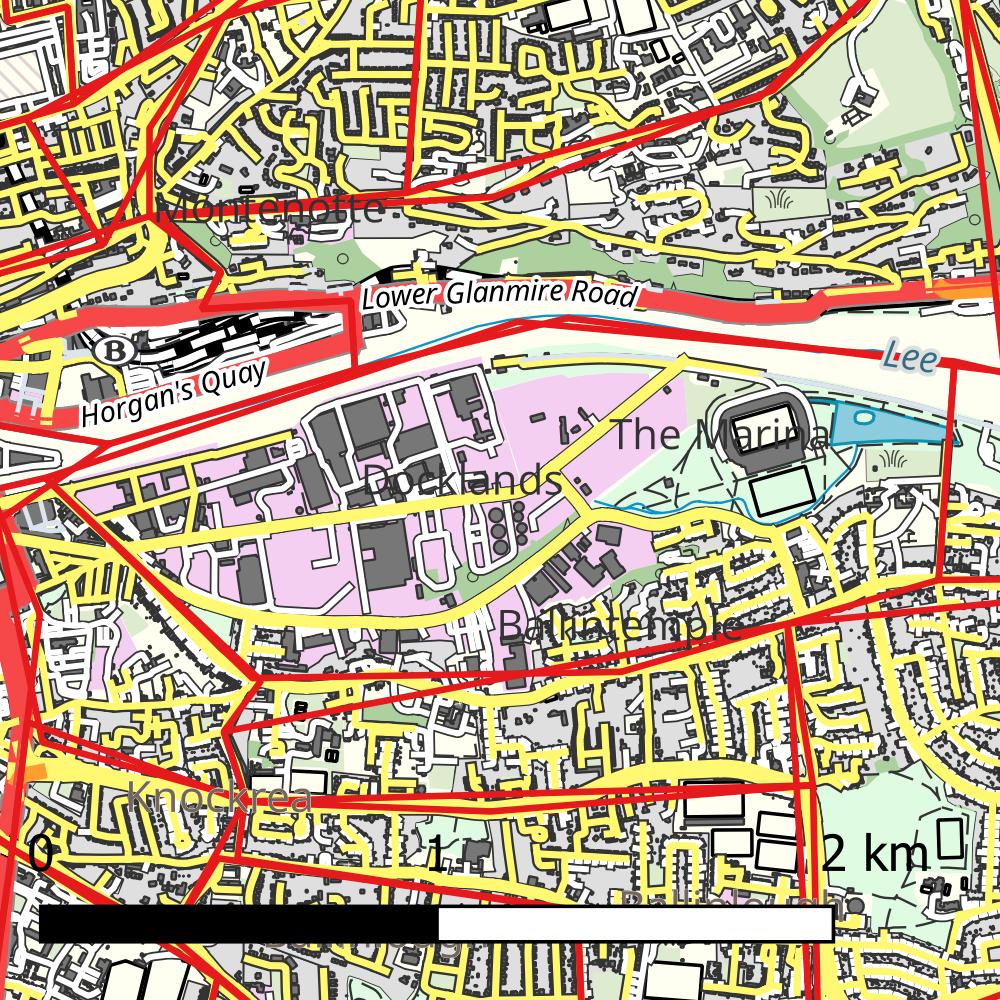 Montenotte
Lower Glanmire Road
B
Lee
Horgan's Quay
The Marina
Docklands
Ballintemple
Knockrea
0 1 2 km